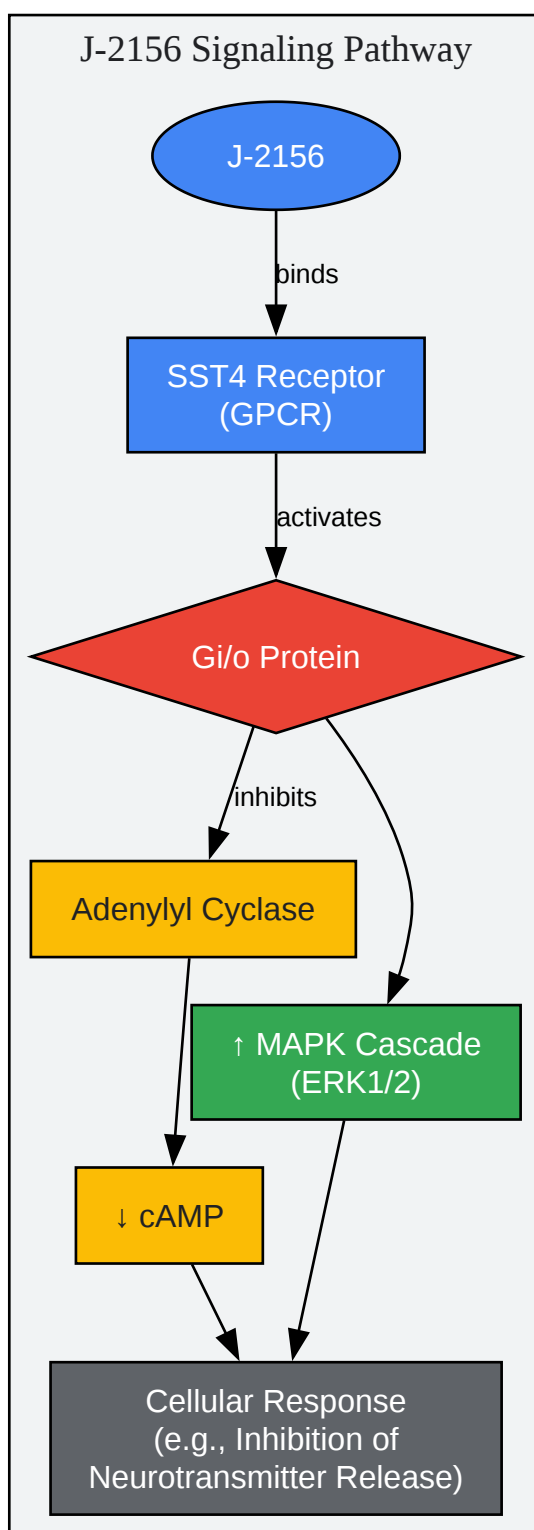 J-2156 Signaling Pathway
J-2156
binds
SST4 Receptor
(GPCR)
activates
Gi/o Protein
inhibits
Adenylyl Cyclase
↑ MAPK Cascade
(ERK1/2)
↓ cAMP
Cellular Response
(e.g., Inhibition of
Neurotransmitter Release)